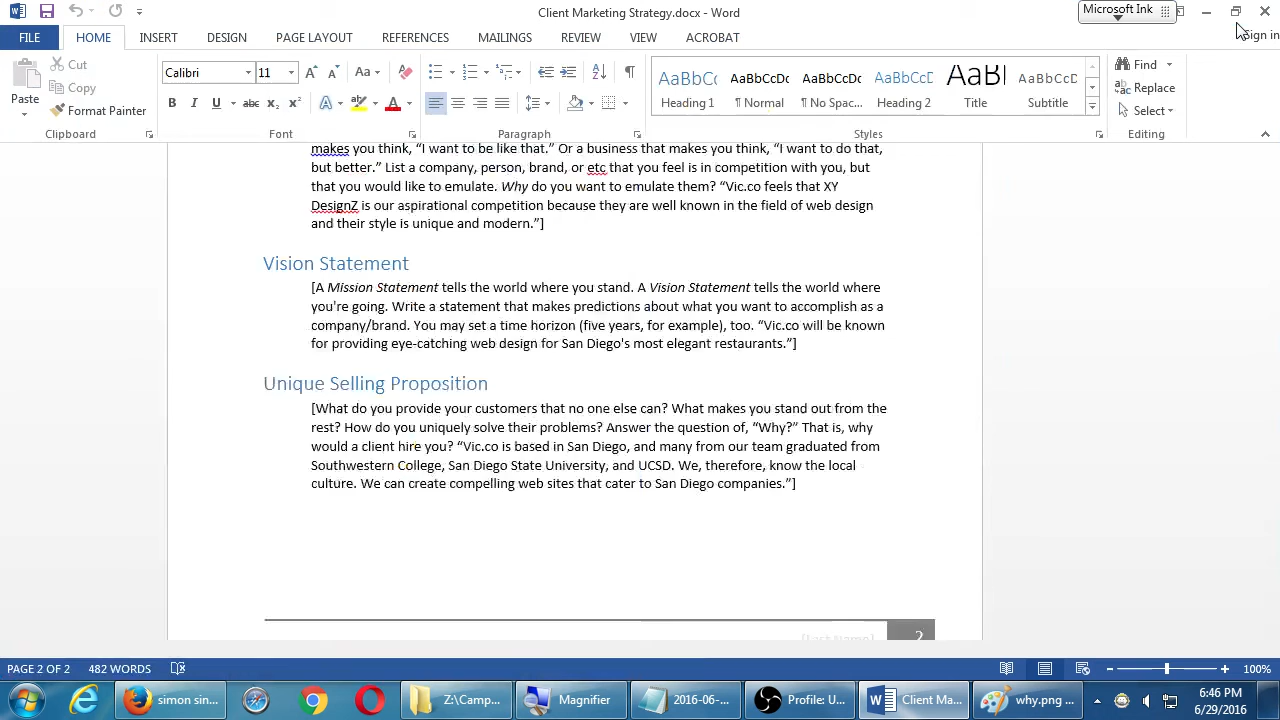 Client Marketing Strategy.docx - Word
Microsoft Ink
Sign in
FILE HOME INSERT DESIGN PAGE LAYOUT REFERENCES MAILINGS REVIEW VIEW ACROBAT
Paste
Cut
Copy
Format Painter
Calibri 11
AaBbCc Heading 1
AaBbCcDc ¶ Normal
AaBbCcDc ¶ No Spac...
AaBbCcD Heading 2
AaB Title
AaBbCcD Subtitle
Find
Replace
Select
Clipboard Font Paragraph Styles Editing
makes you think, “I want to be like that.” Or a business that makes you think, “I want to do that,
but better.” List a company, person, brand, or etc that you feel is in competition with you, but
that you would like to emulate. Why do you want to emulate them? “Vic.co feels that XY
DesignZ is our aspirational competition because they are well known in the field of web design
and their style is unique and modern.”]
Vision Statement
[A Mission Statement tells the world where you stand. A Vision Statement tells the world where
you're going. Write a statement that makes predictions about what you want to accomplish as a
company/brand. You may set a time horizon (five years, for example), too. “Vic.co will be known
for providing eye-catching web design for San Diego's most elegant restaurants.”]
Unique Selling Proposition
[What do you provide your customers that no one else can? What makes you stand out from the
rest? How do you uniquely solve their problems? Answer the question of, “Why?” That is, why
would a client hire you? “Vic.co is based in San Diego, and many from our team graduated from
Southwestern College, San Diego State University, and UCSD. We, therefore, know the local
culture. We can create compelling web sites that cater to San Diego companies.”]
[Last Name] 2
PAGE 2 OF 2 482 WORDS 100%
simon sin... Z:\Camp... Magnifier 2016-06-... Profile: U... Client Ma... why.png ...
6:46 PM
6/29/2016